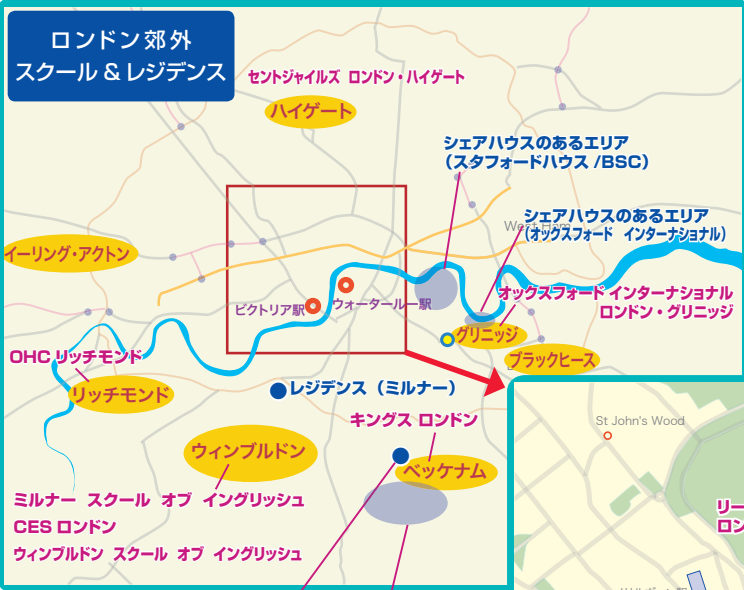 ロンドン郊外
スクール&レジデンス
セントジャイルズ ロンドン・ハイゲート
ハイゲート
シェアハウスのあるエリア
（スタフォードハウス/BSC）
シェアハウスのあるエリア
（オックスフォード インターナショナル）
イーリング・アクトン
オックスフォード インターナショナル
ロンドン・グリニッジ
ビクトリア駅
ウォータールー駅
グリニッジ
ブラックヒース
OHC リッチモンド
リッチモンド
レジデンス（ミルナー）
キングス ロンドン
St John's Wood
ウィンブルドン
ベッケナム
ミルナー スクール オブ イングリッシュ
CES ロンドン
ウィンブルドン スクール オブ イングリッシュ
リー
ロン